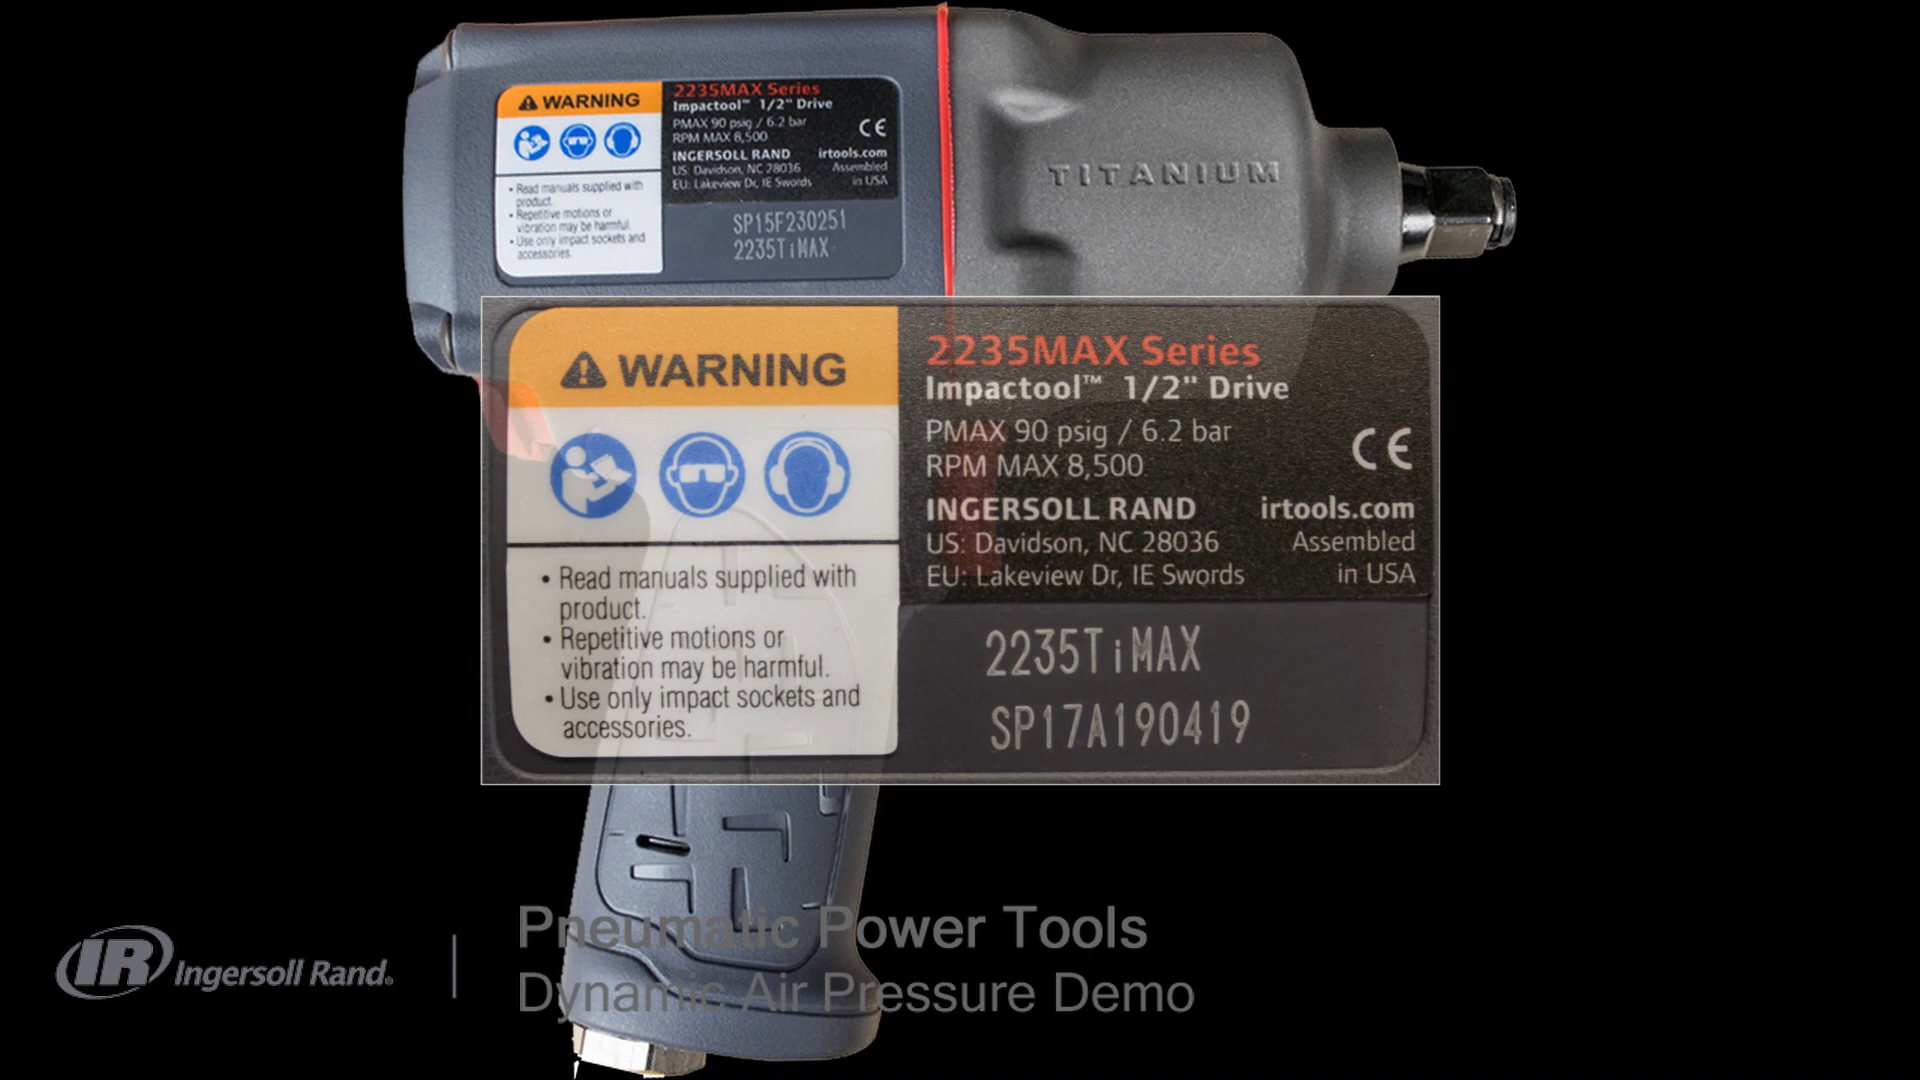 WARNING
• Read manuals supplied with
product.
• Repetitive motions or
vibration may be harmful.
• Use only impact sockets and
accessories.
2235MAX Series
Impactool™ 1/2" Drive
PMAX 90 psig / 6.2 bar
RPM MAX 8,500
CE
INGERSOLL RAND irtools.com
US: Davidson, NC 28036 Assembled
EU: Lakeview Dr, IE Swords in USA
SP15F230251
2235TiMAX
TITANIUM
WARNING
• Read manuals supplied with
product.
• Repetitive motions or
vibration may be harmful.
• Use only impact sockets and
accessories.
2235MAX Series
Impactool™ 1/2" Drive
PMAX 90 psig / 6.2 bar
RPM MAX 8,500
CE
INGERSOLL RAND irtools.com
US: Davidson, NC 28036 Assembled
EU: Lakeview Dr, IE Swords in USA
2235TiMAX
SP17A190419
IR Ingersoll Rand®
Pneumatic Power Tools
Dynamic Air Pressure Demo